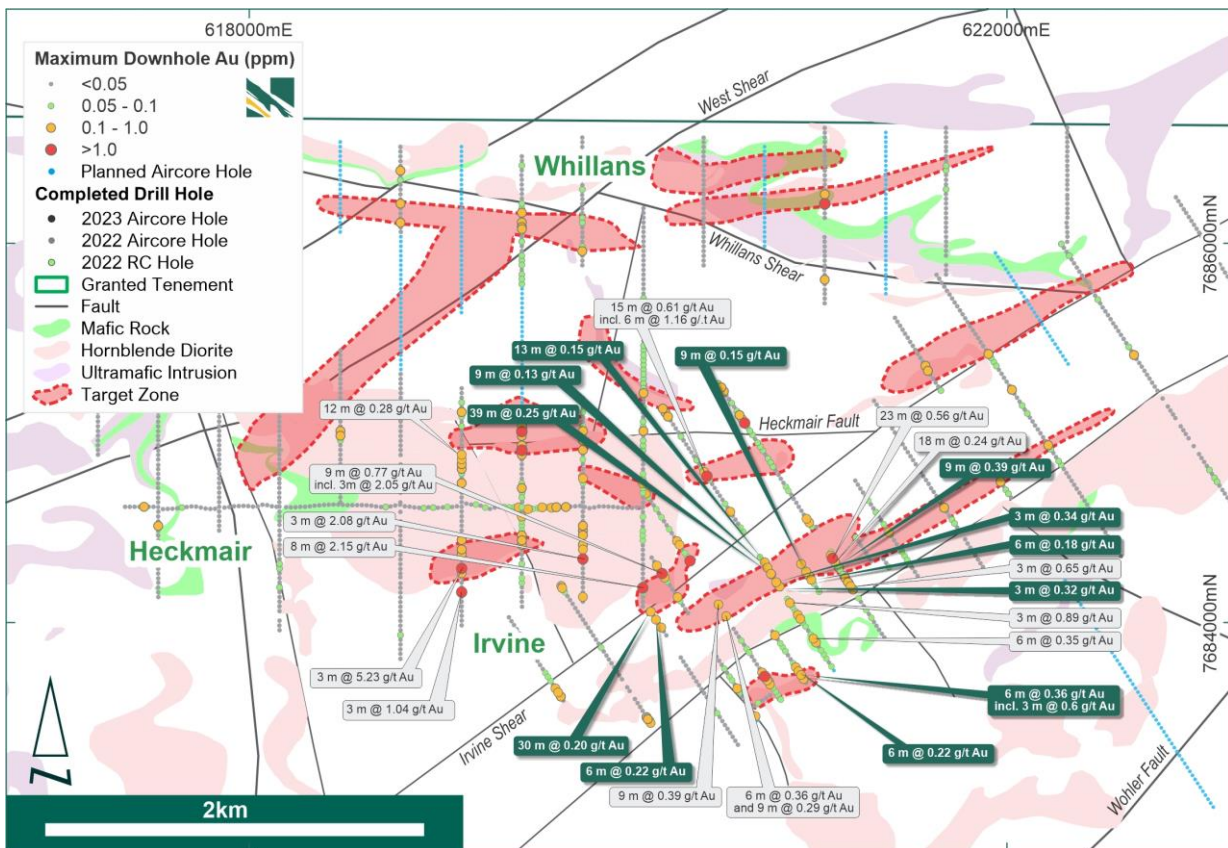 618000mE
622000mE
Maximum Downhole Au (ppm)
<0.05
0.05 - 0.1
0.1 - 1.0
>1.0
Planned Aircore Hole
Completed Drill Hole
2023 Aircore Hole
2022 Aircore Hole
2022 RC Hole
Granted Tenement
Fault
Mafic Rock
Hornblende Diorite
Ultramafic Intrusion
Target Zone
West Shear
Whillans
Whillans Shear
7686000mN
15 m @ 0.61 g/t Au
incl. 6 m @ 1.16 g/.t Au
13 m @ 0.15 g/t Au
9 m @ 0.15 g/t Au
9 m @ 0.13 g/t Au
39 m @ 0.25 g/t Au
12 m @ 0.28 g/t Au
Heckmair Fault
23 m @ 0.56 g/t Au
18 m @ 0.24 g/t Au
9 m @ 0.39 g/t Au
9 m @ 0.77 g/t Au
incl. 3m @ 2.05 g/t Au
3 m @ 2.08 g/t Au
8 m @ 2.15 g/t Au
Heckmair
3 m @ 0.34 g/t Au
6 m @ 0.18 g/t Au
3 m @ 0.65 g/t Au
3 m @ 0.32 g/t Au
3 m @ 0.89 g/t Au
6 m @ 0.35 g/t Au
7684000mN
Irvine
3 m @ 5.23 g/t Au
3 m @ 1.04 g/t Au
Irvine Shear
30 m @ 0.20 g/t Au
6 m @ 0.22 g/t Au
9 m @ 0.39 g/t Au
6 m @ 0.36 g/t Au
and 9 m @ 0.29 g/t Au
6 m @ 0.36 g/t Au
incl. 3 m @ 0.6 g/t Au
6 m @ 0.22 g/t Au
Wohler Fault
N
2km